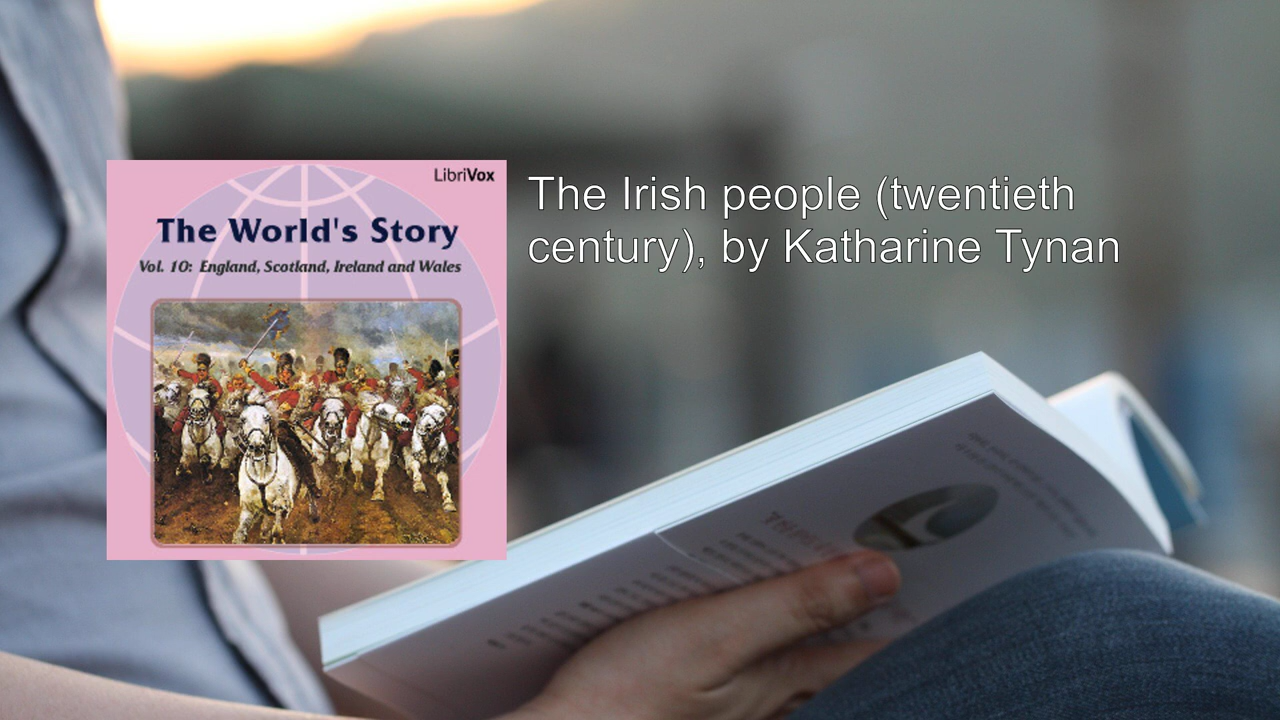 LibriVox
The World's Story
Vol. 10: England, Scotland, Ireland and Wales
The Irish people (twentieth
century), by Katharine Tynan